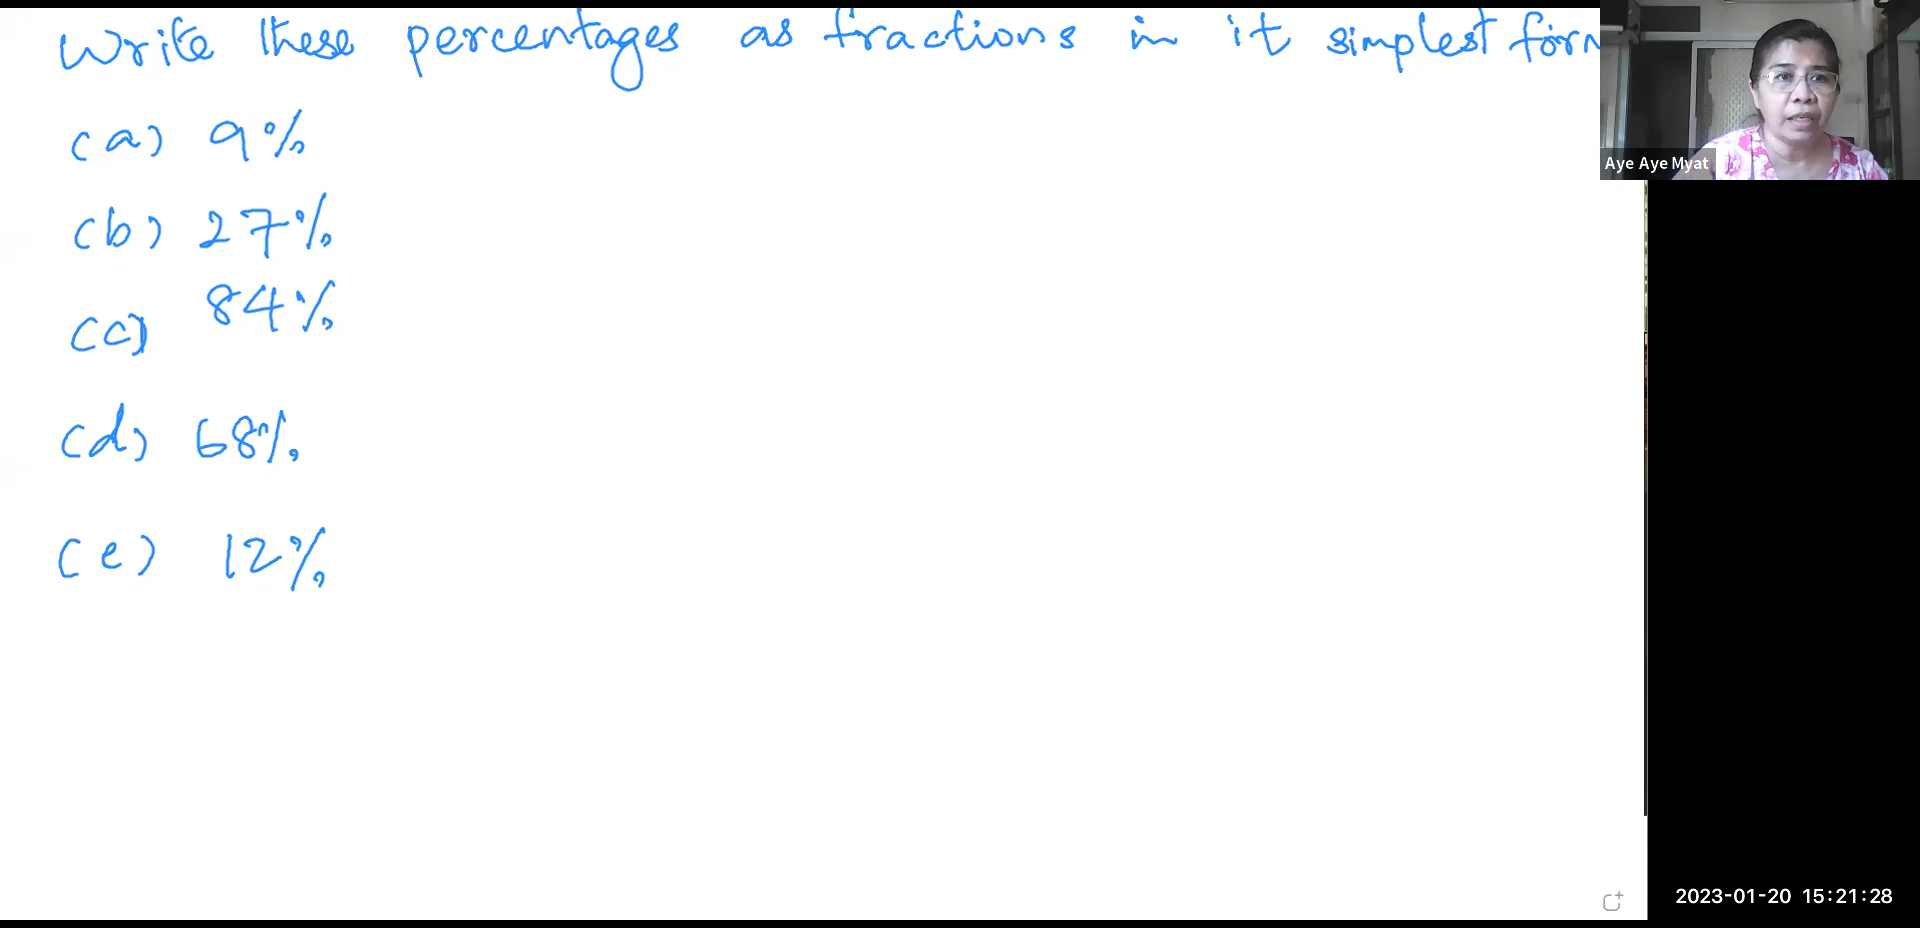 Write these percentages as fractions in it simplest form
(a) 9%
(b) 27%
(c) 84%
(d) 68%
(e) 12%
Aye Aye Myat
2023-01-20 15:21:28